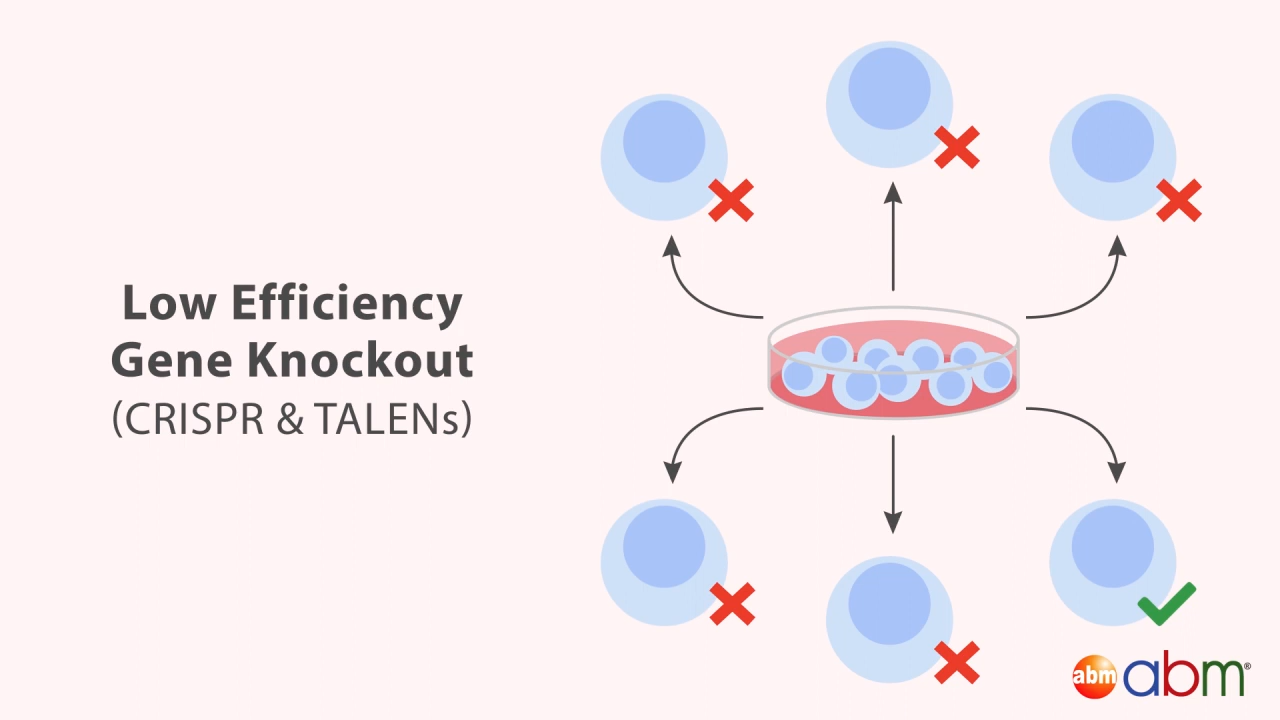 Low Efficiency
Gene Knockout
(CRISPR & TALENs)
abm abm®